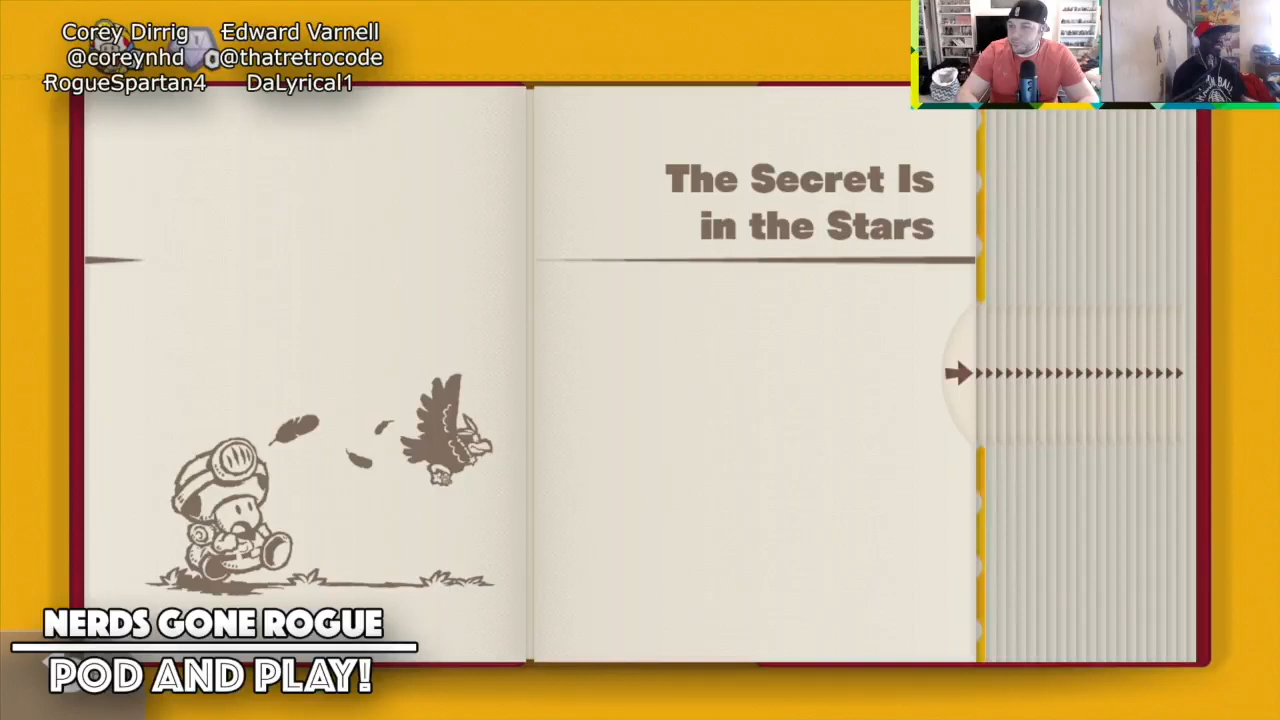 Corey Dirrig
@coreynhd
RogueSpartan4
Edward Varnell
@thatretrocode
DaLyrical1
The Secret Is
in the Stars
NERDS GONE ROGUE
POD AND PLAY!